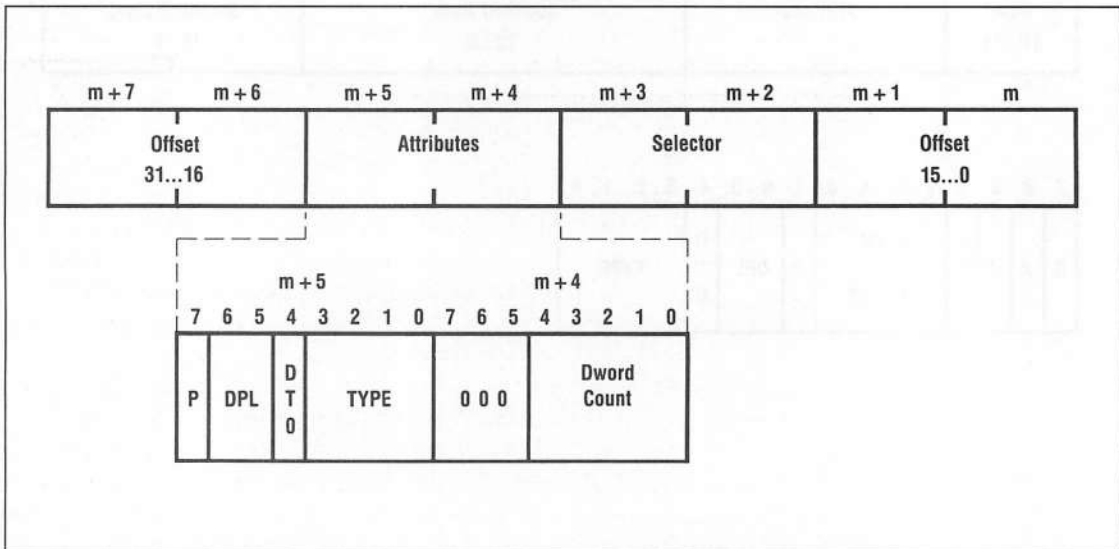 m + 7 m + 6 m + 5 m + 4 m + 3 m + 2 m + 1 m
Offset Attributes Selector Offset
31...16 15...0
m + 5 m + 4
7 6 5 4 3 2 1 0 7 6 5 4 3 2 1 0
P DPL DT0 TYPE 0 0 0 Dword
Count